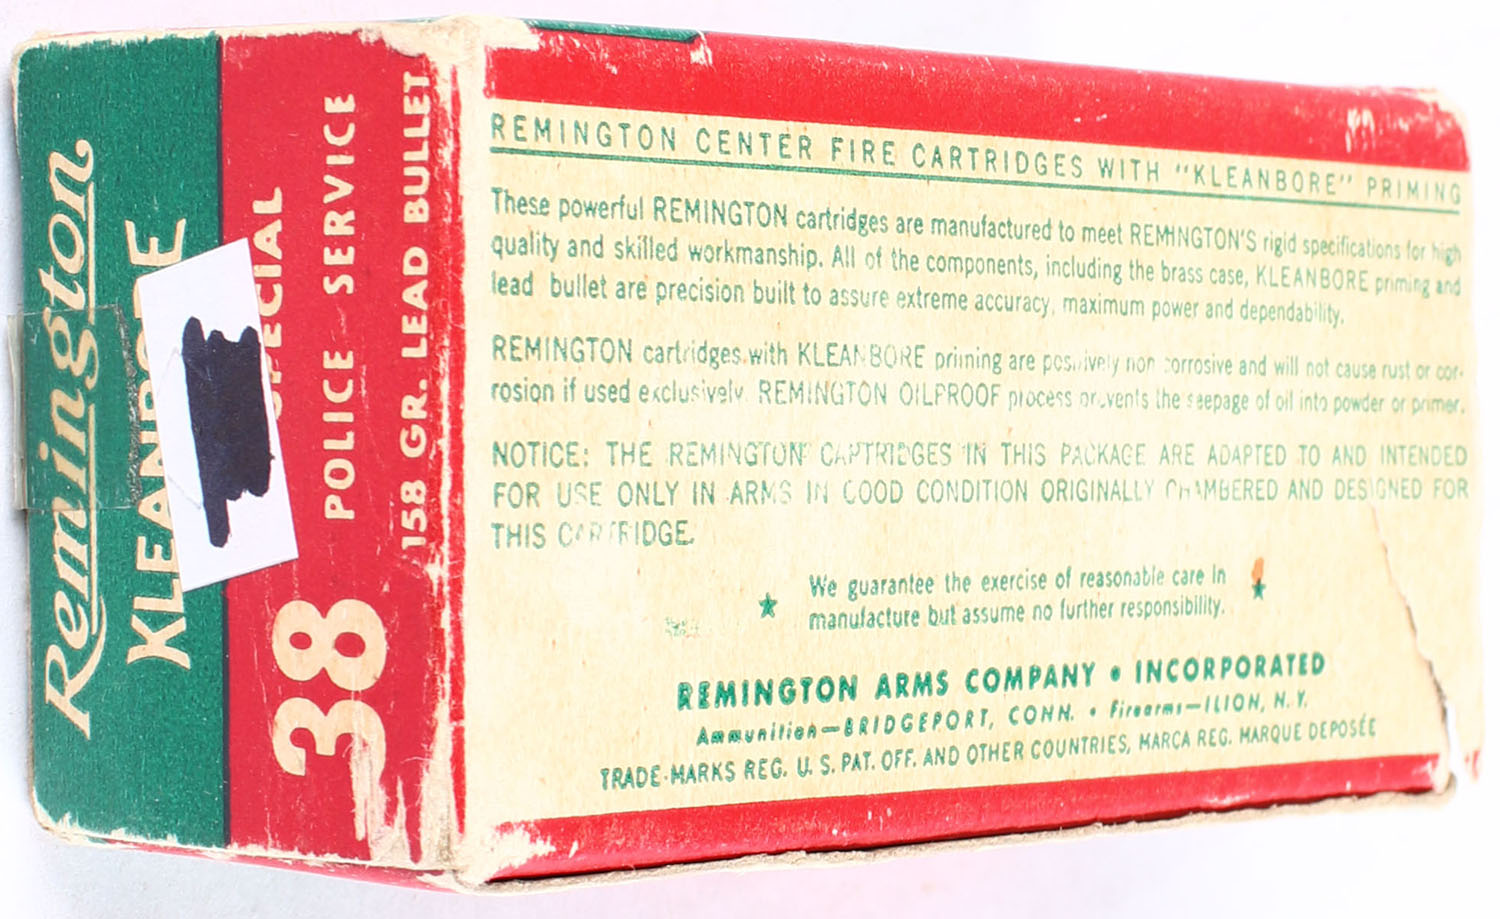 Remington
KLEANBORE
38 SPECIAL
POLICE SERVICE
158 GR. LEAD BULLET
REMINGTON CENTER FIRE CARTRIDGES WITH "KLEANBORE" PRIMING
These powerful REMINGTON cartridges are manufactured to meet REMINGTON'S rigid specifications for high
quality and skilled workmanship. All of the components, including the brass case, KLEANBORE priming and
lead bullet are precision built to assure extreme accuracy, maximum power and dependability.
REMINGTON cartridges with KLEANBORE priming are positively non corrosive and will not cause rust or cor-
rosion if used exclusively. REMINGTON OILPROOF process prevents the seepage of oil into powder or primer.
NOTICE: THE REMINGTON CARTRIDGES IN THIS PACKAGE ARE ADAPTED TO AND INTENDED
FOR USE ONLY IN ARMS IN GOOD CONDITION ORIGINALLY CHAMBERED AND DESIGNED FOR
THIS CARTRIDGE.
We guarantee the exercise of reasonable care in
manufacture but assume no further responsibility.
REMINGTON ARMS COMPANY • INCORPORATED
Ammunition—BRIDGEPORT, CONN. • Firearms—ILION, N. Y.
TRADE-MARKS REG. U. S. PAT. OFF. AND OTHER COUNTRIES, MARCA REG. MARQUE DEPOSÉE